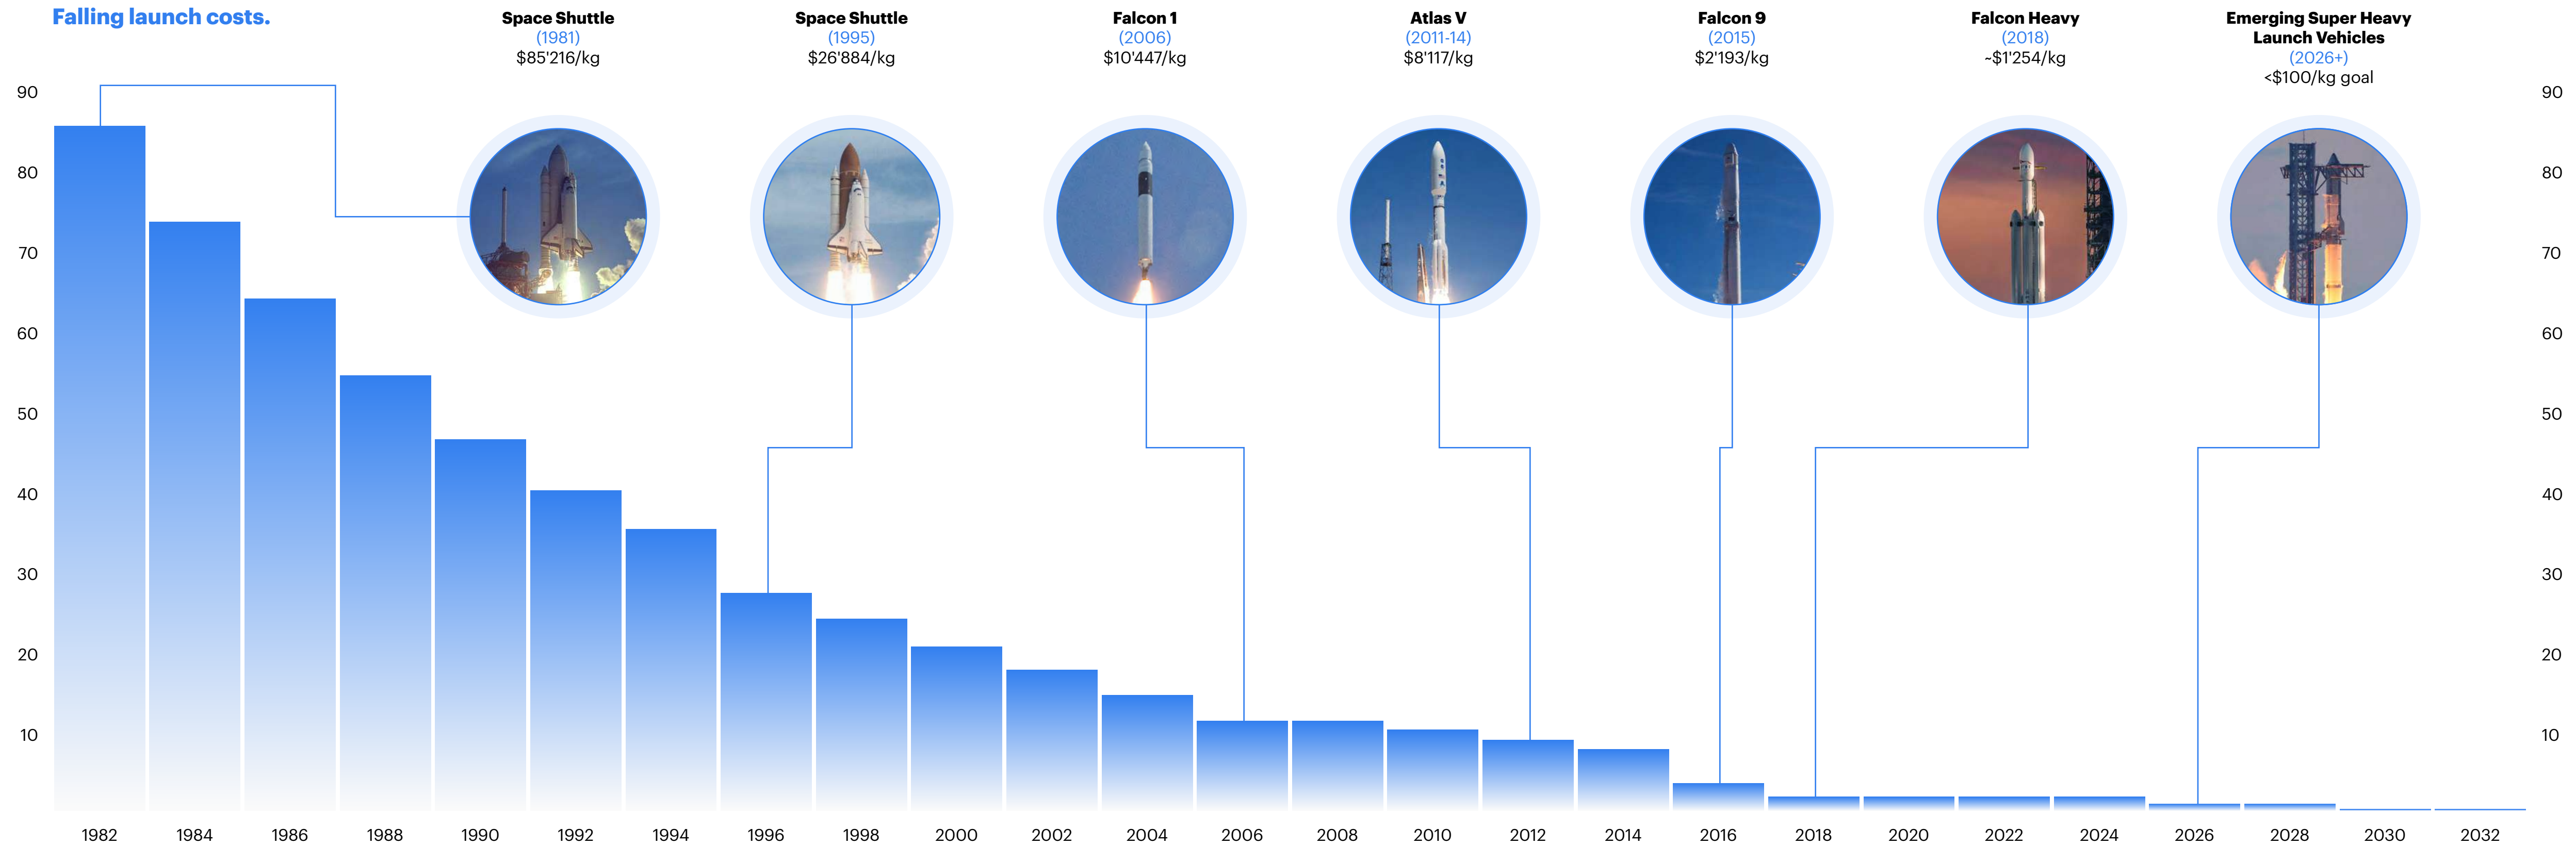 Falling launch costs.
Space Shuttle
(1981)
$85'216/kg
Space Shuttle
(1995)
$26'884/kg
Falcon 1
(2006)
$10'447/kg
Atlas V
(2011-14)
$8'117/kg
Falcon 9
(2015)
$2'193/kg
Falcon Heavy
(2018)
~$1'254/kg
Emerging Super Heavy
Launch Vehicles
(2026+)
<$100/kg goal
90
80
70
60
50
40
30
20
10
90
80
70
60
50
40
30
20
10
1982 1984 1986 1988 1990 1992 1994 1996 1998 2000 2002 2004 2006 2008 2010 2012 2014 2016 2018 2020 2022 2024 2026 2028 2030 2032